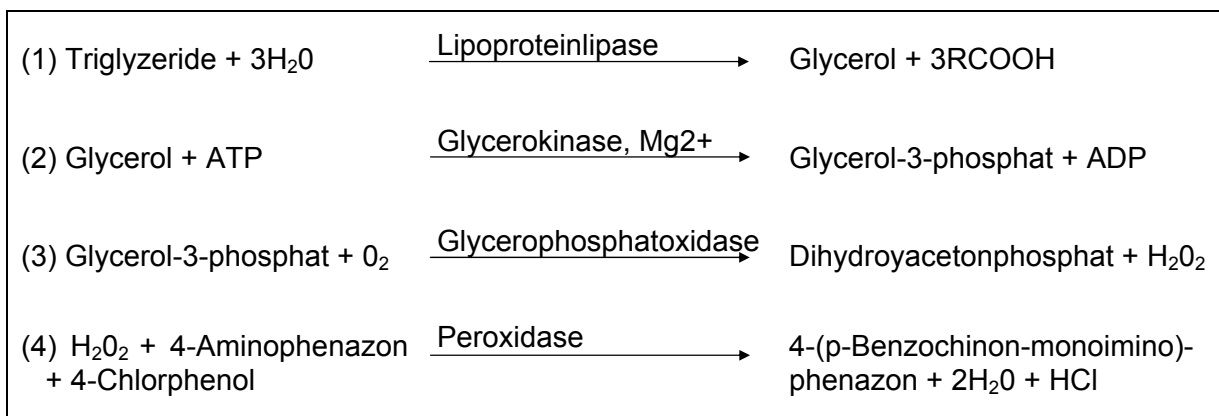 (1) Triglyzeride + 3H₂0 Lipoproteinlipase Glycerol + 3RCOOH
(2) Glycerol + ATP Glycerokinase, Mg2+ Glycerol-3-phosphat + ADP
(3) Glycerol-3-phosphat + 0₂ Glycerophosphatoxidase Dihydroyacetonphosphat + H₂0₂
(4) H₂0₂ + 4-Aminophenazon Peroxidase 4-(p-Benzochinon-monoimino)-
+ 4-Chlorphenol phenazon + 2H₂0 + HCl